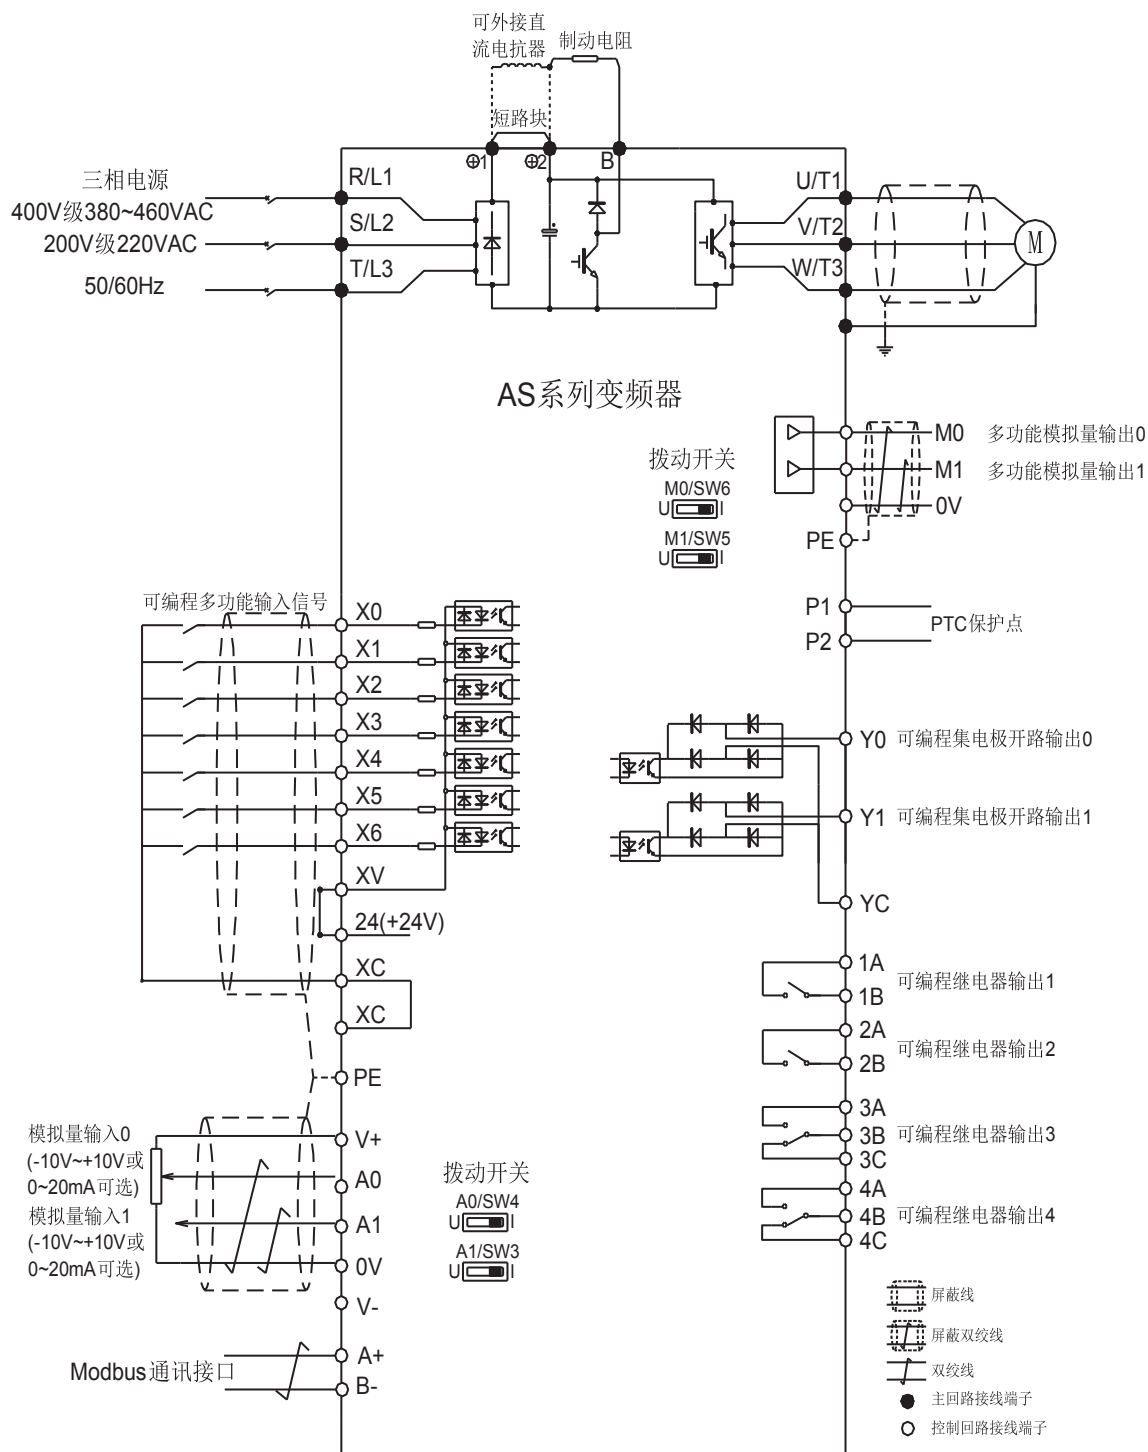 可外接直
流电抗器
制动电阻
短路块
⊕1
⊕2
B
三相电源
400V级380~460VAC
200V级220VAC
50/60Hz
R/L1
S/L2
T/L3
U/T1
V/T2
W/T3
M
AS系列变频器
拨动开关
M0/SW6
U
I
M1/SW5
U
I
M0
多功能模拟量输出0
M1
多功能模拟量输出1
0V
PE
P1
P2
PTC保护点
可编程多功能输入信号
X0
X1
X2
X3
X4
X5
X6
XV
24(+24V)
XC
XC
PE
Y0
可编程集电极开路输出0
Y1
可编程集电极开路输出1
YC
1A
1B
可编程继电器输出1
2A
2B
可编程继电器输出2
3A
3B
3C
可编程继电器输出3
4A
4B
4C
可编程继电器输出4
模拟量输入0
(-10V~+10V或
0~20mA可选)
模拟量输入1
(-10V~+10V或
0~20mA可选)
V+
A0
A1
0V
V-
拨动开关
A0/SW4
U
I
A1/SW3
U
I
Modbus通讯接口
A+
B-
屏蔽线
屏蔽双绞线
双绞线
主回路接线端子
控制回路接线端子